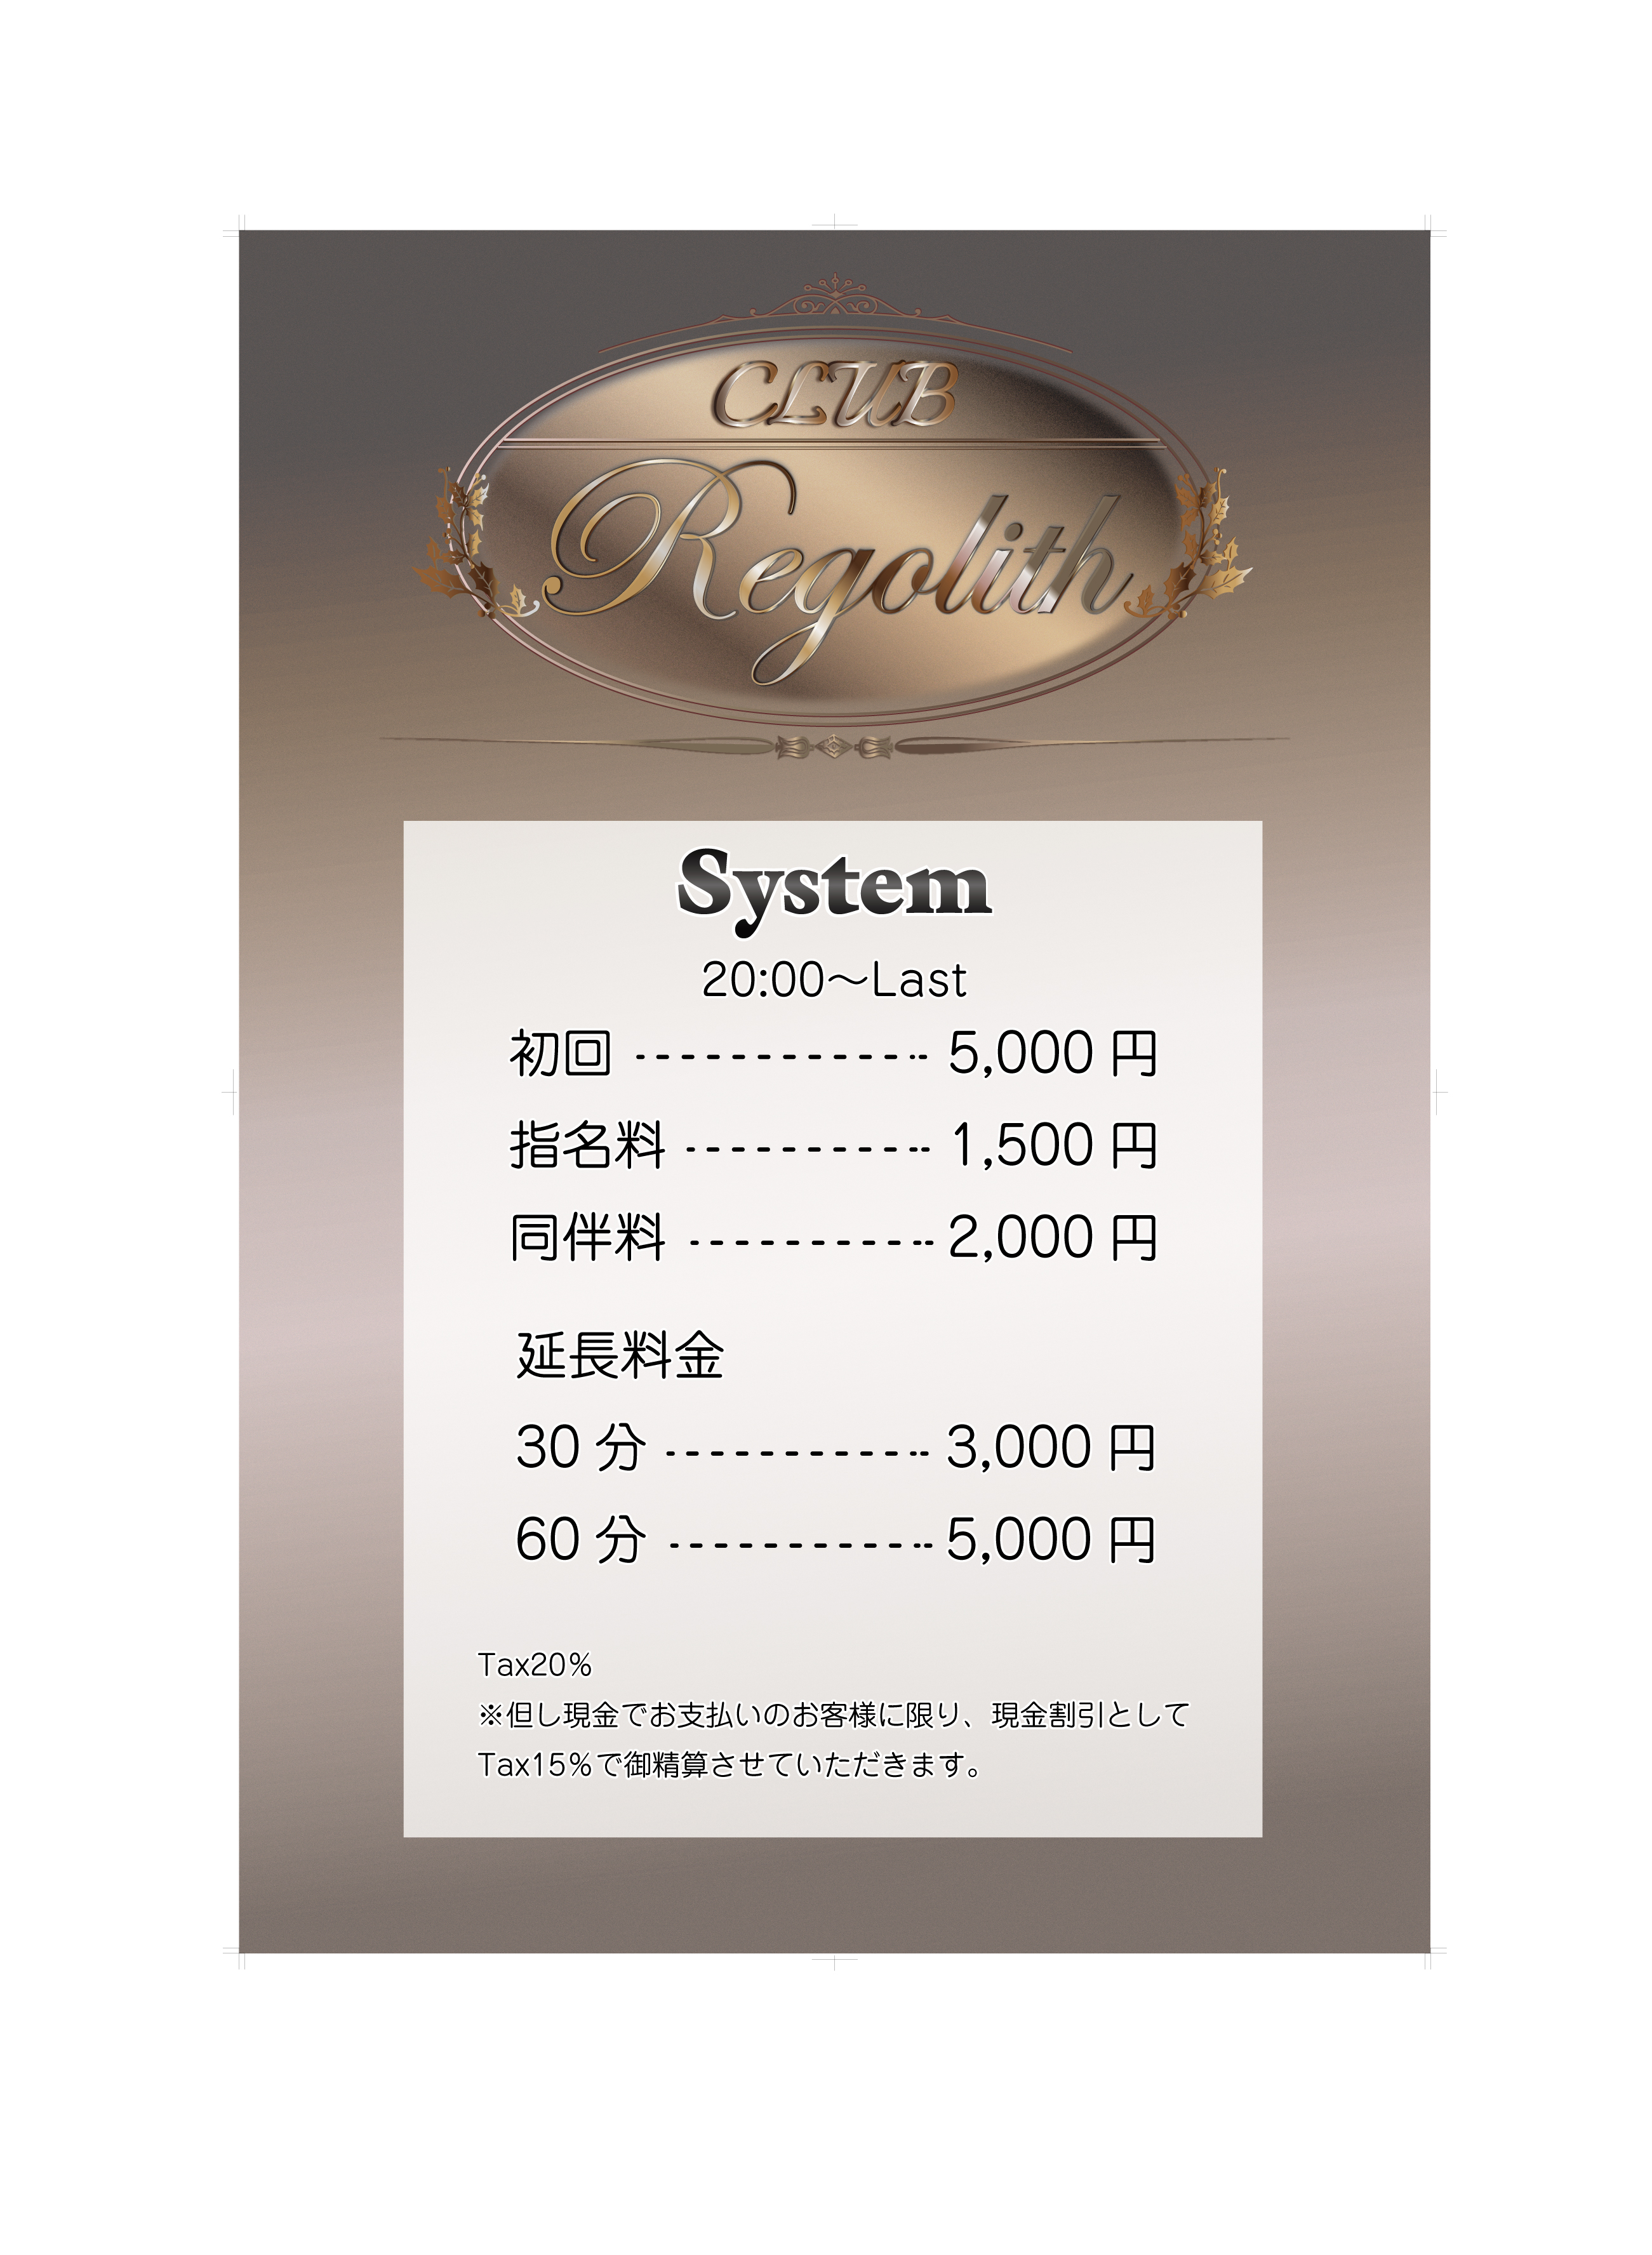 CLUB
Regolith
System
20:00～Last
初回 ------------ 5,000 円
指名料 ---------- 1,500 円
同伴料 ---------- 2,000 円
延長料金
30 分 ----------- 3,000 円
60 分 ----------- 5,000 円
Tax20%
※但し現金でお支払いのお客様に限り、現金割引として
Tax15%で御精算させていただきます。